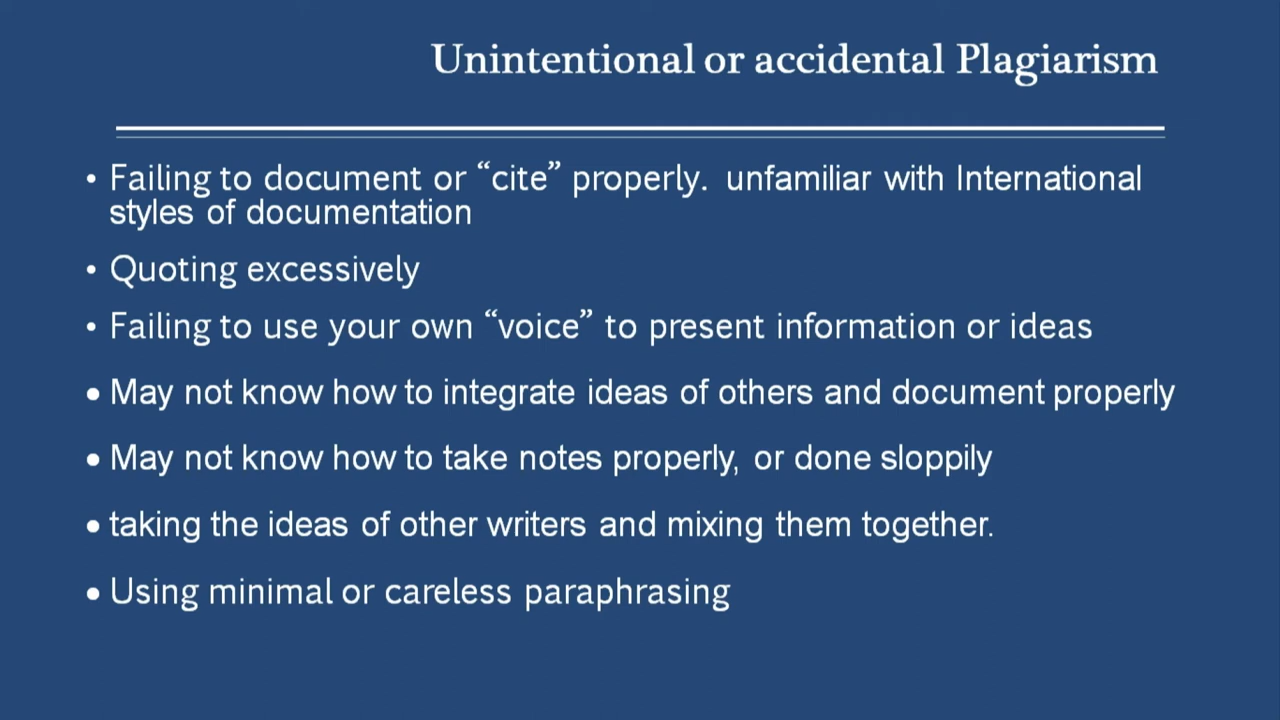 Unintentional or accidental Plagiarism
• Failing to document or “cite” properly. unfamiliar with International
styles of documentation
• Quoting excessively
• Failing to use your own “voice” to present information or ideas
• May not know how to integrate ideas of others and document properly
• May not know how to take notes properly, or done sloppily
• taking the ideas of other writers and mixing them together.
• Using minimal or careless paraphrasing